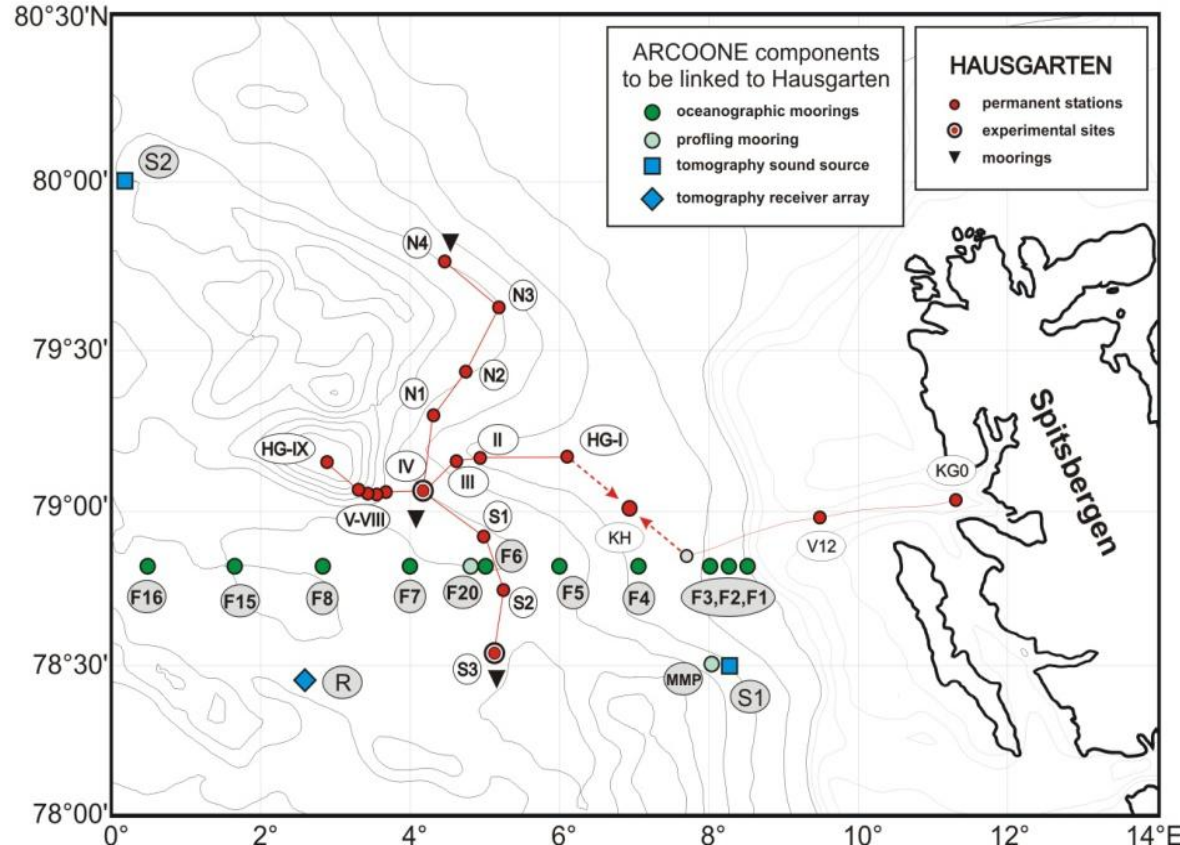 80°30'N
ARCOONE components
to be linked to Hausgarten
oceanographic moorings
profling mooring
tomography sound source
tomography receiver array
HAUSGARTEN
permanent stations
experimental sites
moorings
S2
80°00'
N4
N3
79°30'
N2
N1
II
HG-I
HG-IX
IV
III
KG0
Spitsbergen
79°00'
V-VIII
S1
KH
V12
F6
F16
F15
F8
F7
F20
S2
F5
F4
F3,F2,F1
78°30'
S3
R
MMP
S1
78°00'
0°
2°
4°
6°
8°
10°
12°
14°E